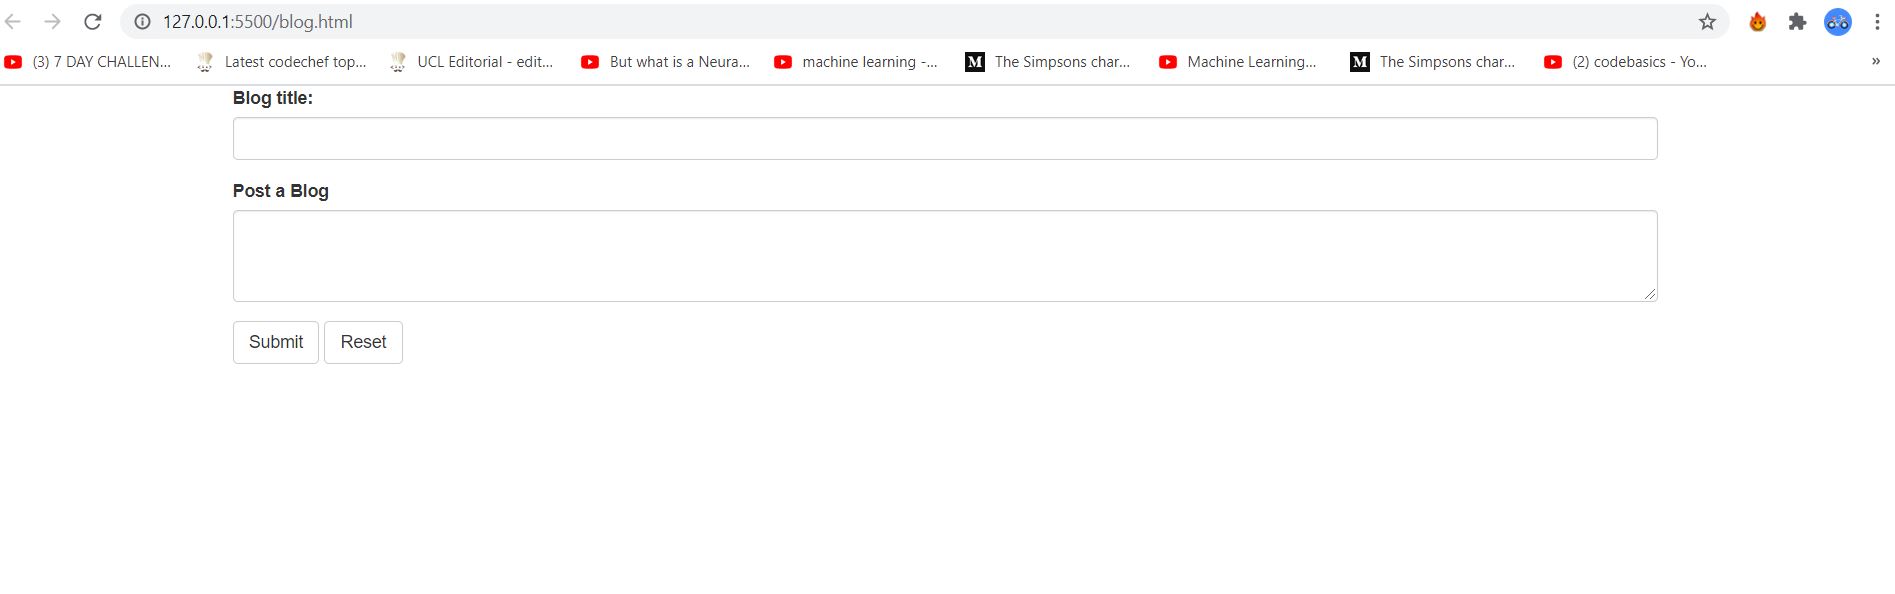 127.0.0.1:5500/blog.html
(3) 7 DAY CHALLEN... Latest codechef top... UCL Editorial - edit... But what is a Neura... machine learning -... M The Simpsons char... Machine Learning... M The Simpsons char... (2) codebasics - Yo... »
Blog title:
Post a Blog
Submit Reset